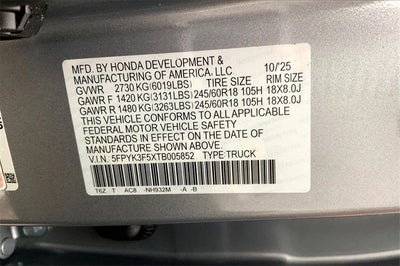 MFD. BY HONDA DEVELOPMENT & 10/25
MANUFACTURING OF AMERICA, LLC
GVWR 2730 KG(6019LBS) TIRE SIZE RIM SIZE
GAWR F 1420 KG(3131LBS) 245/60R18 105H 18X8.0J
GAWR R 1480 KG(3263LBS) 245/60R18 105H 18X8.0J
THIS VEHICLE CONFORMS TO ALL APPLICABLE
FEDERAL MOTOR VEHICLE SAFETY
STANDARDS IN EFFECT ON THE DATE OF
MANUFACTURE SHOWN ABOVE.
V.I.N. 5FPYK3F5XTB005852 TYPE:TRUCK
T6Z T AC8 -NH932M -A -B